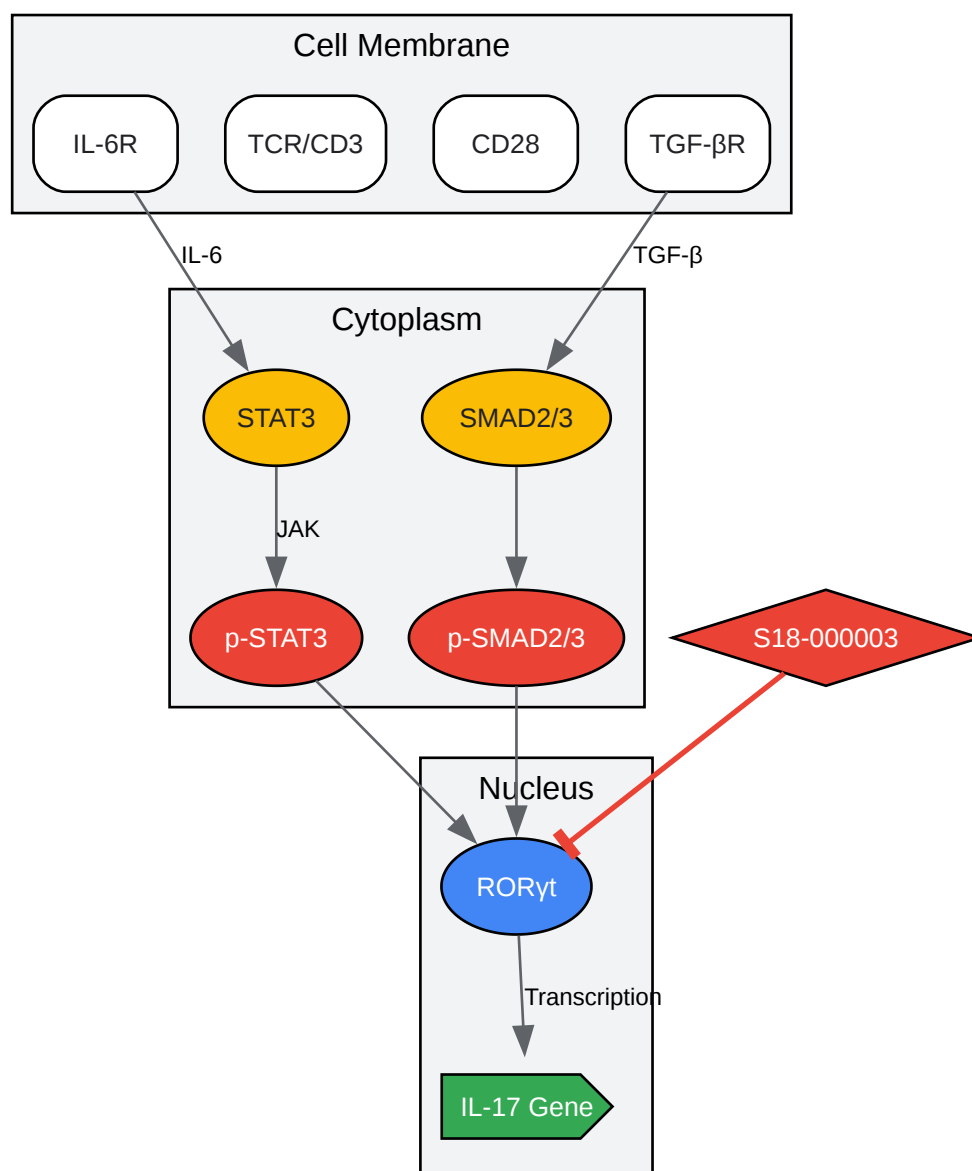 Cell Membrane
IL-6R
TCR/CD3
CD28
TGF-βR
IL-6
TGF-β
Cytoplasm
STAT3
SMAD2/3
JAK
p-STAT3
p-SMAD2/3
S18-000003
Nucleus
RORγt
Transcription
IL-17 Gene